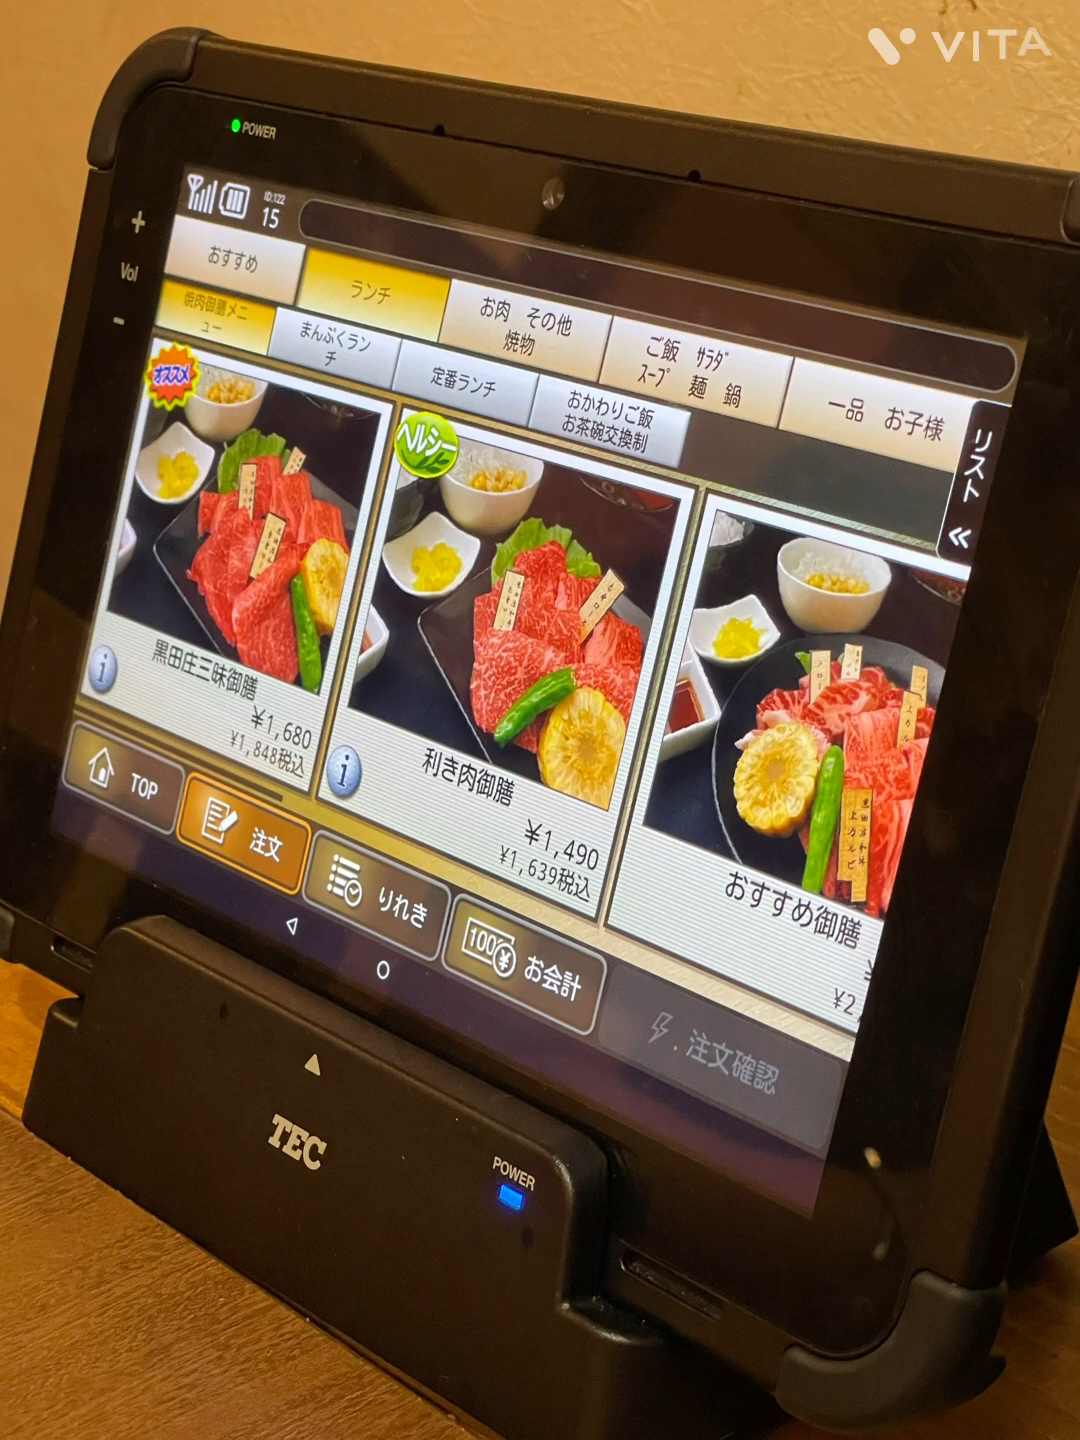 VITA
POWER
ID:122
15
+
Vol
-
おすすめ
ランチ
お肉 その他
焼物
ご飯 サラダ
スープ 麺 鍋
一品 お子様
焼肉御膳メニ
ュー
まんぷくラン
チ
定番ランチ
おかわりご飯
お茶碗交換制
リスト
オススメ
ヘルシー
黒田庄三昧御膳
¥1,680
¥1,848税込
利き肉御膳
¥1,490
¥1,639税込
おすすめ御膳
¥2
TOP
注文
りれき
100
お会計
注文確認
TEC
POWER